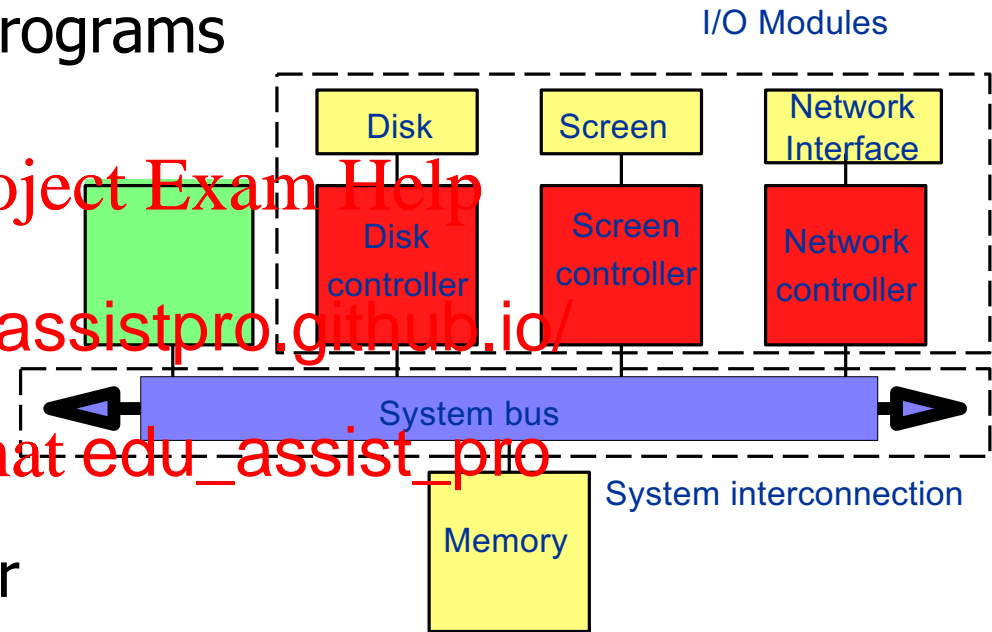 rograms
I/O Modules
Disk
Screen
Network
Interface
oject Exam Help
Disk
controller
Screen
controller
Network
controller
assistpro.github.io/
System bus
hat edu_assist_pro
System interconnection
Memory
r